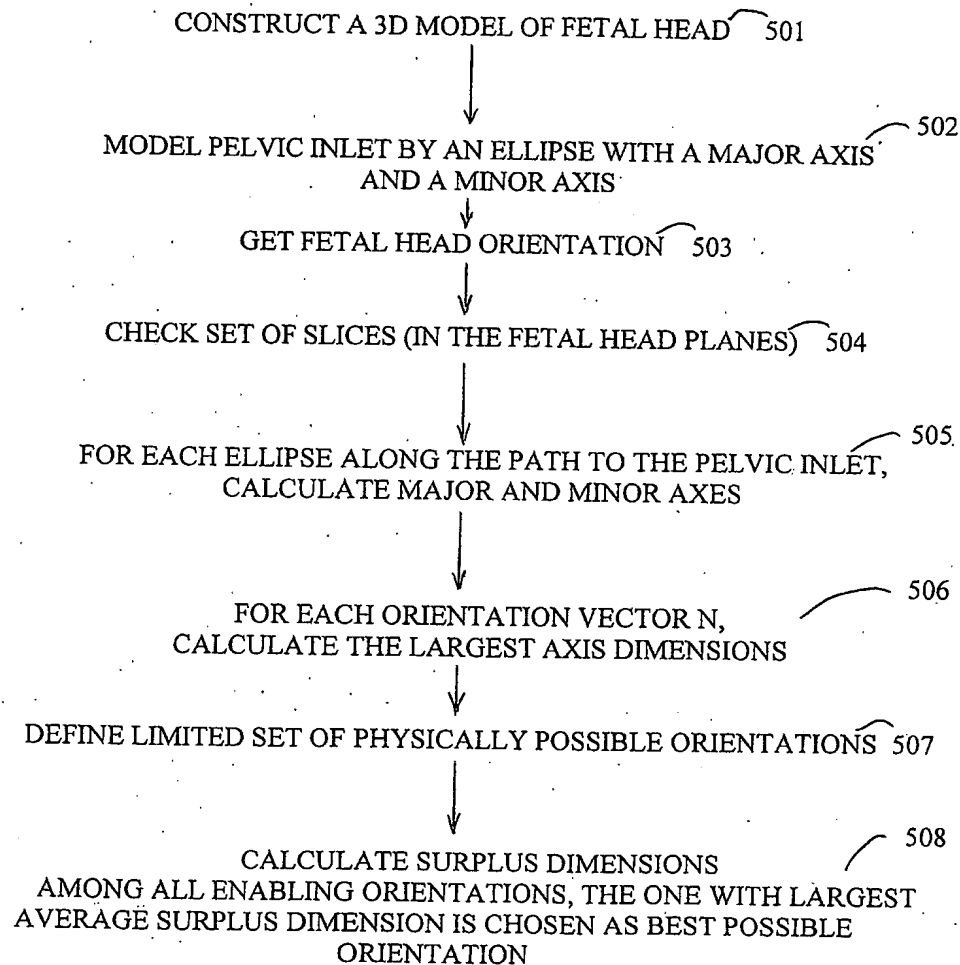 CONSTRUCT A 3D MODEL OF FETAL HEAD 501
502
MODEL PELVIC INLET BY AN ELLIPSE WITH A MAJOR AXIS
AND A MINOR AXIS
GET FETAL HEAD ORIENTATION 503
CHECK SET OF SLICES (IN THE FETAL HEAD PLANES) 504
505
FOR EACH ELLIPSE ALONG THE PATH TO THE PELVIC INLET,
CALCULATE MAJOR AND MINOR AXES
506
FOR EACH ORIENTATION VECTOR N,
CALCULATE THE LARGEST AXIS DIMENSIONS
DEFINE LIMITED SET OF PHYSICALLY POSSIBLE ORIENTATIONS 507
508
CALCULATE SURPLUS DIMENSIONS
AMONG ALL ENABLING ORIENTATIONS, THE ONE WITH LARGEST
AVERAGE SURPLUS DIMENSION IS CHOSEN AS BEST POSSIBLE
ORIENTATION